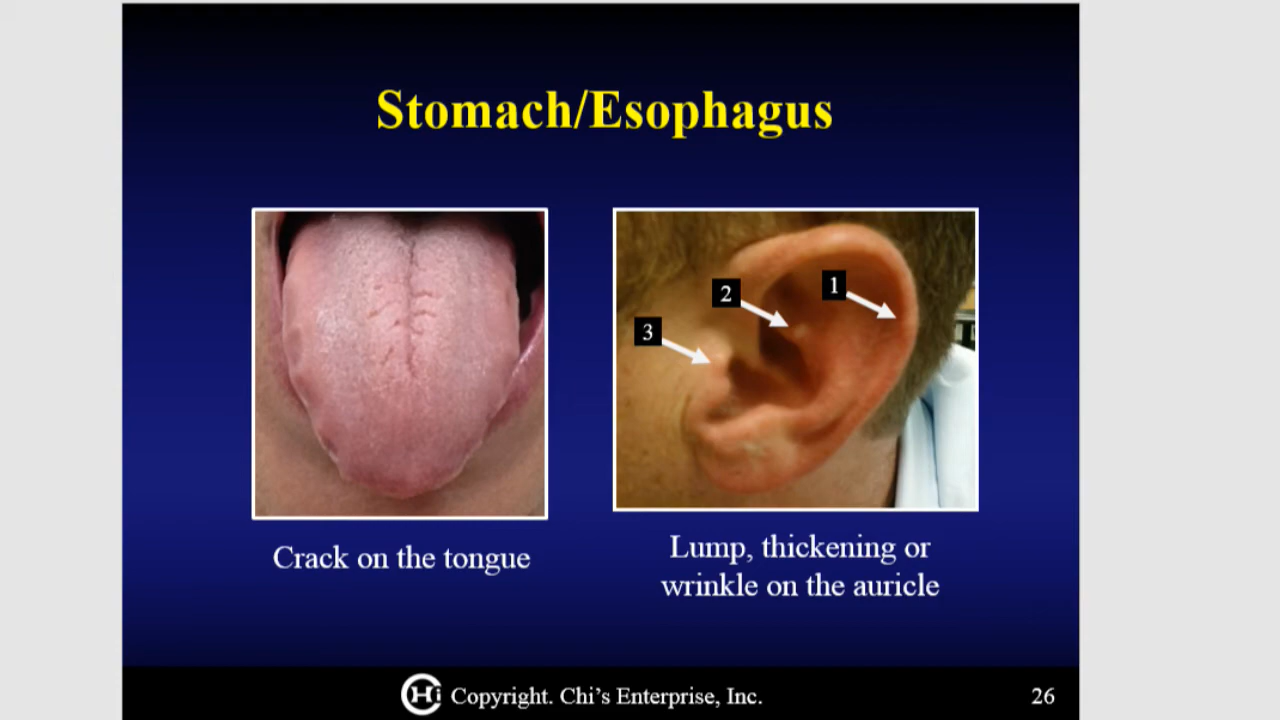 Stomach/Esophagus
1
2
3
Crack on the tongue
Lump, thickening or
wrinkle on the auricle
CHi Copyright. Chi's Enterprise, Inc.
26